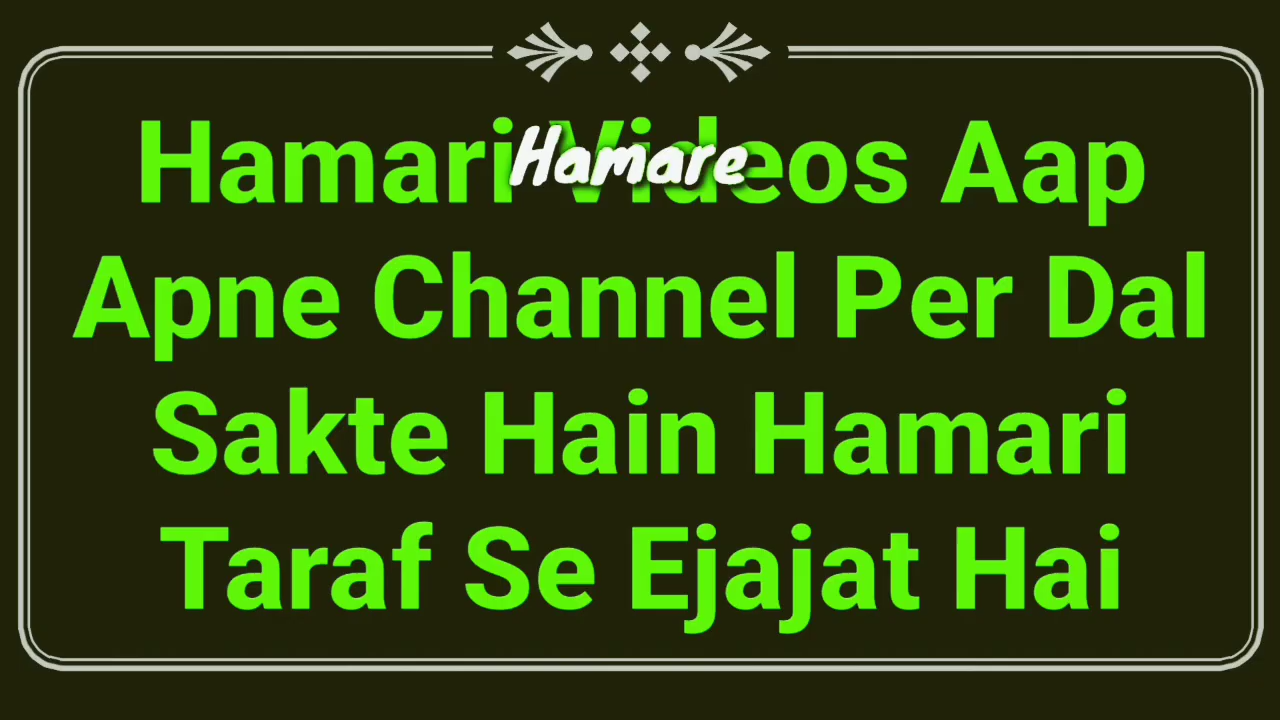 Hamari Videos Aap
Hamare
Apne Channel Per Dal
Sakte Hain Hamari
Taraf Se Ejajat Hai